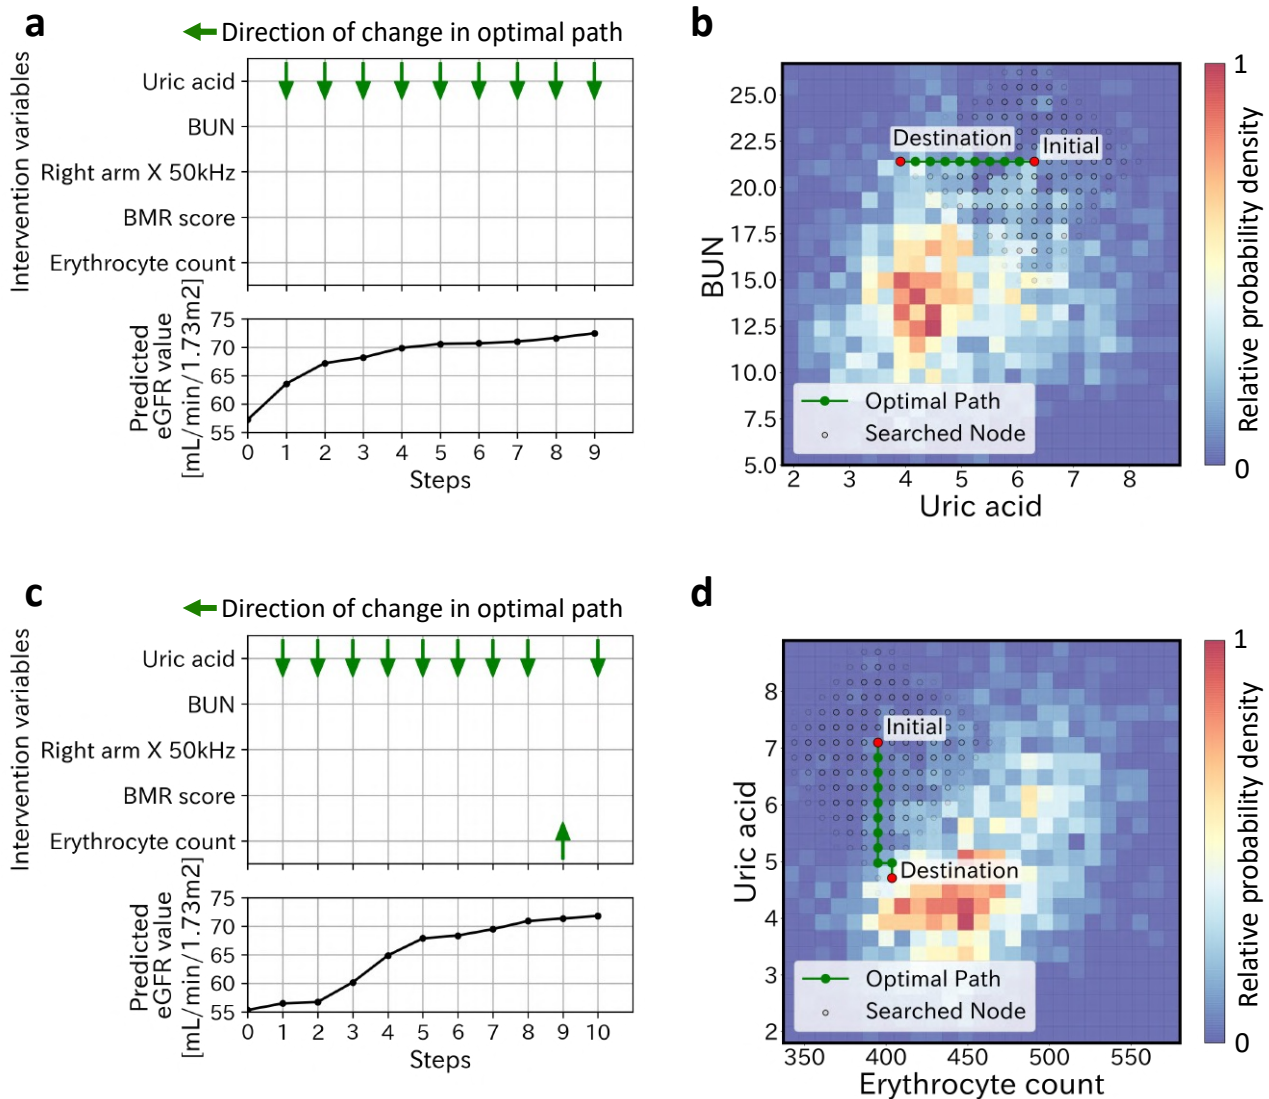 a
Direction of change in optimal path
Intervention variables
Uric acid
BUN
Right arm X 50kHz
BMR score
Erythrocyte count
Predicted
eGFR value
[mL/min/1.73m2]
75
70
65
60
55
0 1 2 3 4 5 6 7 8 9
Steps
b
BUN
25.0
22.5
20.0
17.5
15.0
12.5
10.0
7.5
5.0
Destination
Initial
Optimal Path
Searched Node
2 3 4 5 6 7 8
Uric acid
1
Relative probability density
0
c
Direction of change in optimal path
Intervention variables
Uric acid
BUN
Right arm X 50kHz
BMR score
Erythrocyte count
Predicted
eGFR value
[mL/min/1.73m2]
75
70
65
60
55
0 1 2 3 4 5 6 7 8 9 10
Steps
d
Uric acid
8
7
6
5
4
3
2
Initial
Destination
Optimal Path
Searched Node
350 400 450 500 550
Erythrocyte count
1
Relative probability density
0